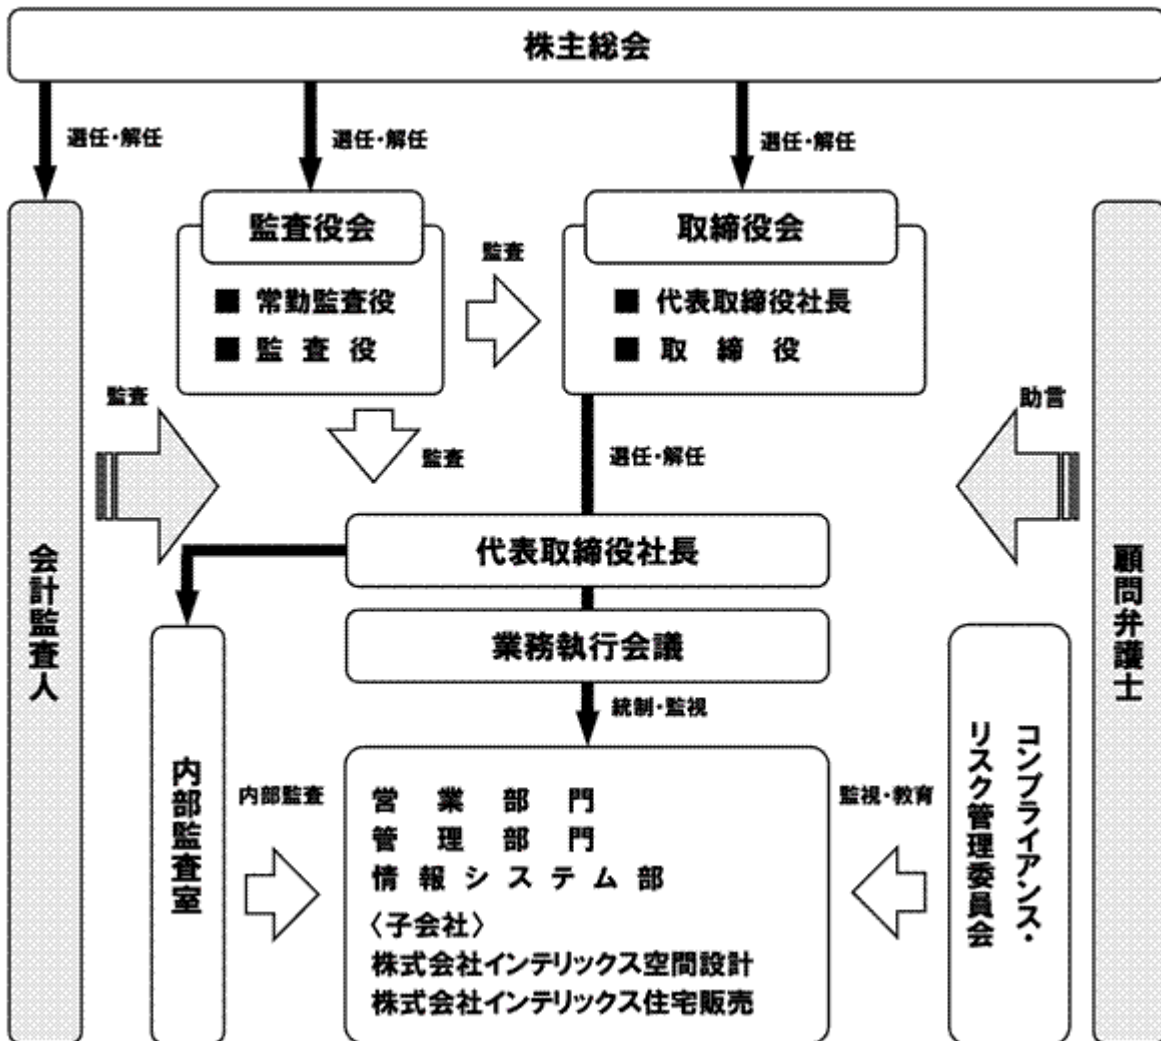 株主総会
選任・解任
選任・解任
選任・解任
監査役会
■ 常勤監査役
■ 監査役
監査
取締役会
■ 代表取締役社長
■ 取締役
監査
助言
監査
選任・解任
会計監査人
顧問弁護士
代表取締役社長
業務執行会議
統制・監視
内部監査室
内部監査
営業部門
管理部門
情報システム部
〈子会社〉
株式会社インテリックス空間設計
株式会社インテリックス住宅販売
監視・教育
コンプライアンス・
リスク管理委員会